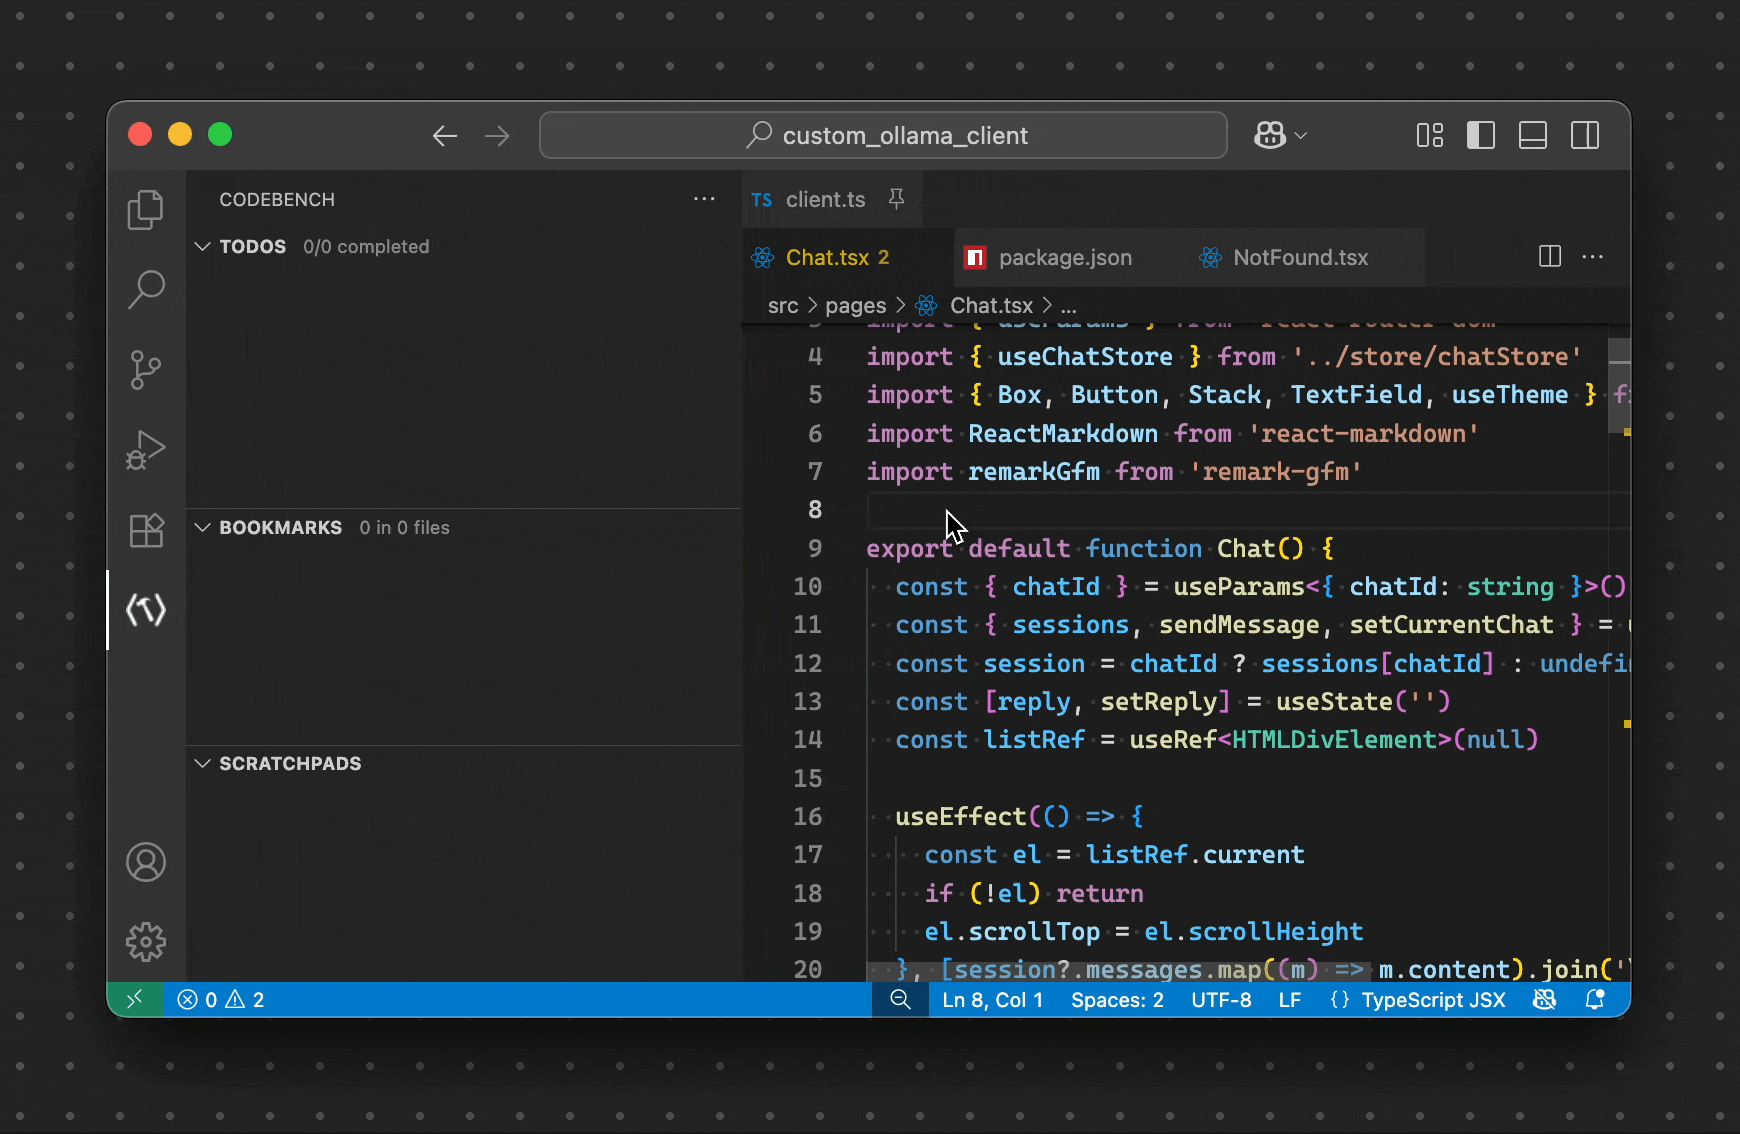 custom_ollama_client
CODEBENCH
TODOS 0/0 completed
BOOKMARKS 0 in 0 files
SCRATCHPADS
TS client.ts
Chat.tsx 2
package.json
NotFound.tsx
src > pages > Chat.tsx > ...
4 import { useChatStore } from '../store/chatStore'
5 import { Box, Button, Stack, TextField, useTheme }
6 import ReactMarkdown from 'react-markdown'
7 import remarkGfm from 'remark-gfm'
8
9 export default function Chat() {
10 const { chatId } = useParams<{ chatId: string }>()
11 const { sessions, sendMessage, setCurrentChat } =
12 const session = chatId ? sessions[chatId] : undefi
13 const [reply, setReply] = useState('')
14 const listRef = useRef<HTMLDivElement>(null)
15
16 useEffect(() => {
17 const el = listRef.current
18 if (!el) return
19 el.scrollTop = el.scrollHeight
20 }, [session?.messages.map((m) => m.content).join('
0 2
Ln 8, Col 1 Spaces: 2 UTF-8 LF {} TypeScript JSX